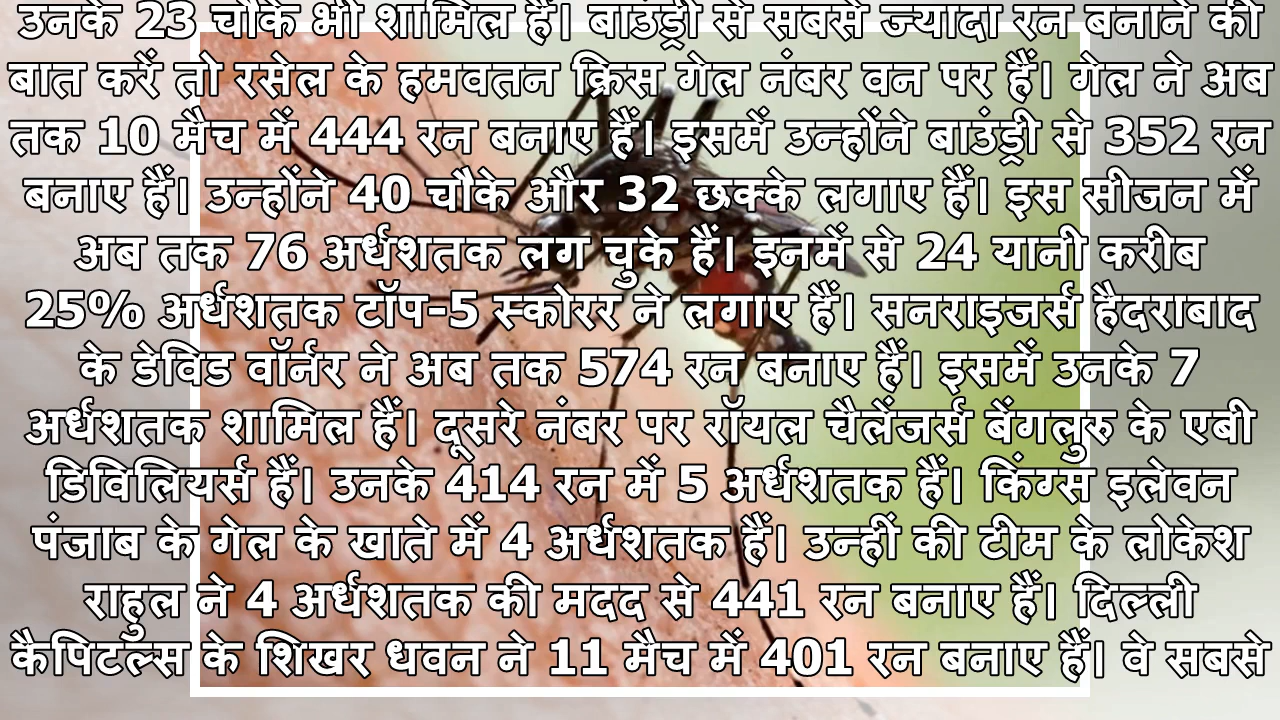 उनके 23 चौके भी शामिल हैं। बाउंड्री से सबसे ज्यादा रन बनाने की
बात करें तो रसेल के हमवतन क्रिस गेल नंबर वन पर हैं। गेल ने अब
तक 10 मैच में 444 रन बनाए हैं। इसमें उन्होंने बाउंड्री से 352 रन
बनाए हैं। उन्होंने 40 चौके और 32 छक्के लगाए हैं। इस सीजन में
अब तक 76 अर्धशतक लग चुके हैं। इनमें से 24 यानी करीब
25% अर्धशतक टॉप-5 स्कोरर ने लगाए हैं। सनराइजर्स हैदराबाद
के डेविड वॉर्नर ने अब तक 574 रन बनाए हैं। इसमें उनके 7
अर्धशतक शामिल हैं। दूसरे नंबर पर रॉयल चैलेंजर्स बेंगलुरु के एबी
डिविलियर्स हैं। उनके 414 रन में 5 अर्धशतक हैं। किंग्स इलेवन
पंजाब के गेल के खाते में 4 अर्धशतक हैं। उन्हीं की टीम के लोकेश
राहुल ने 4 अर्धशतक की मदद से 441 रन बनाए हैं। दिल्ली
कैपिटल्स के शिखर धवन ने 11 मैच में 401 रन बनाए हैं। वे सबसे